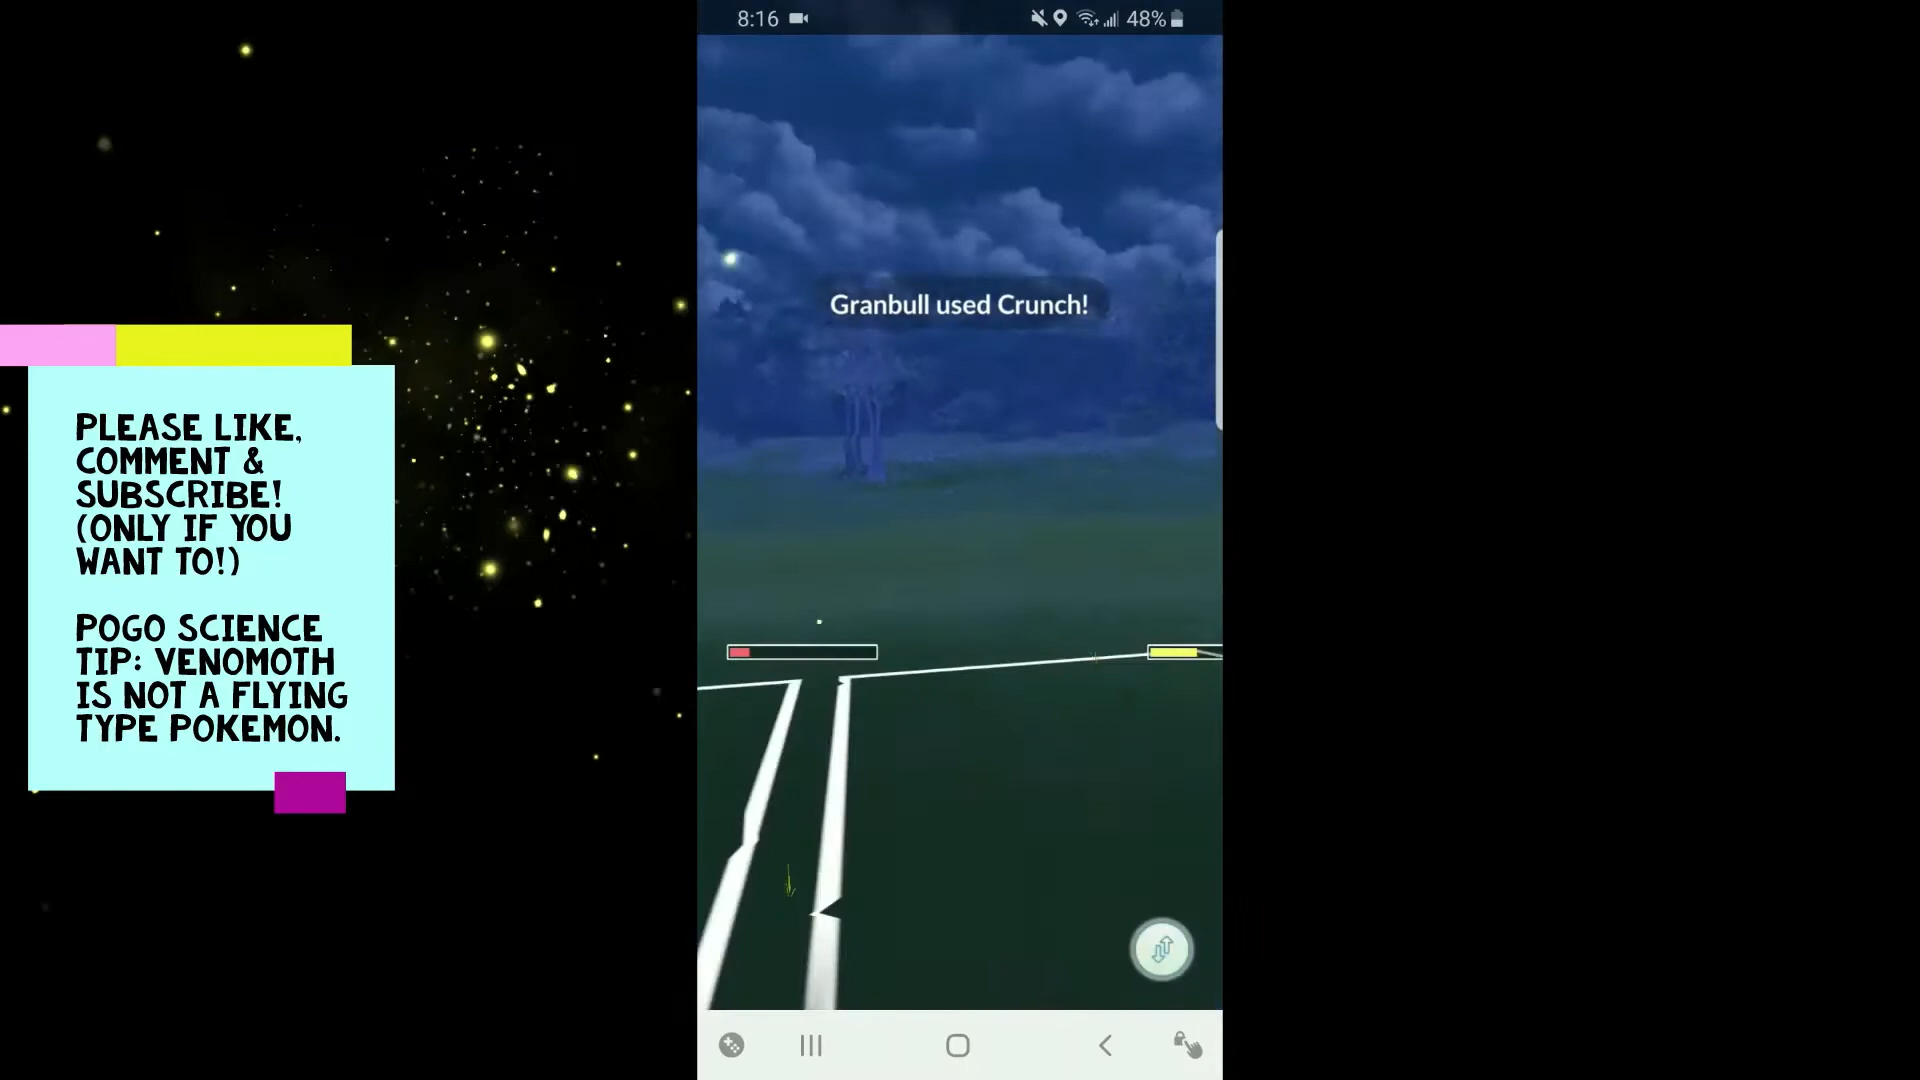 8:16
48%
Granbull used Crunch!
PLEASE LIKE,
COMMENT &
SUBSCRIBE!
(ONLY IF YOU
WANT TO!)
POGO SCIENCE
TIP: VENOMOTH
IS NOT A FLYING
TYPE POKEMON.